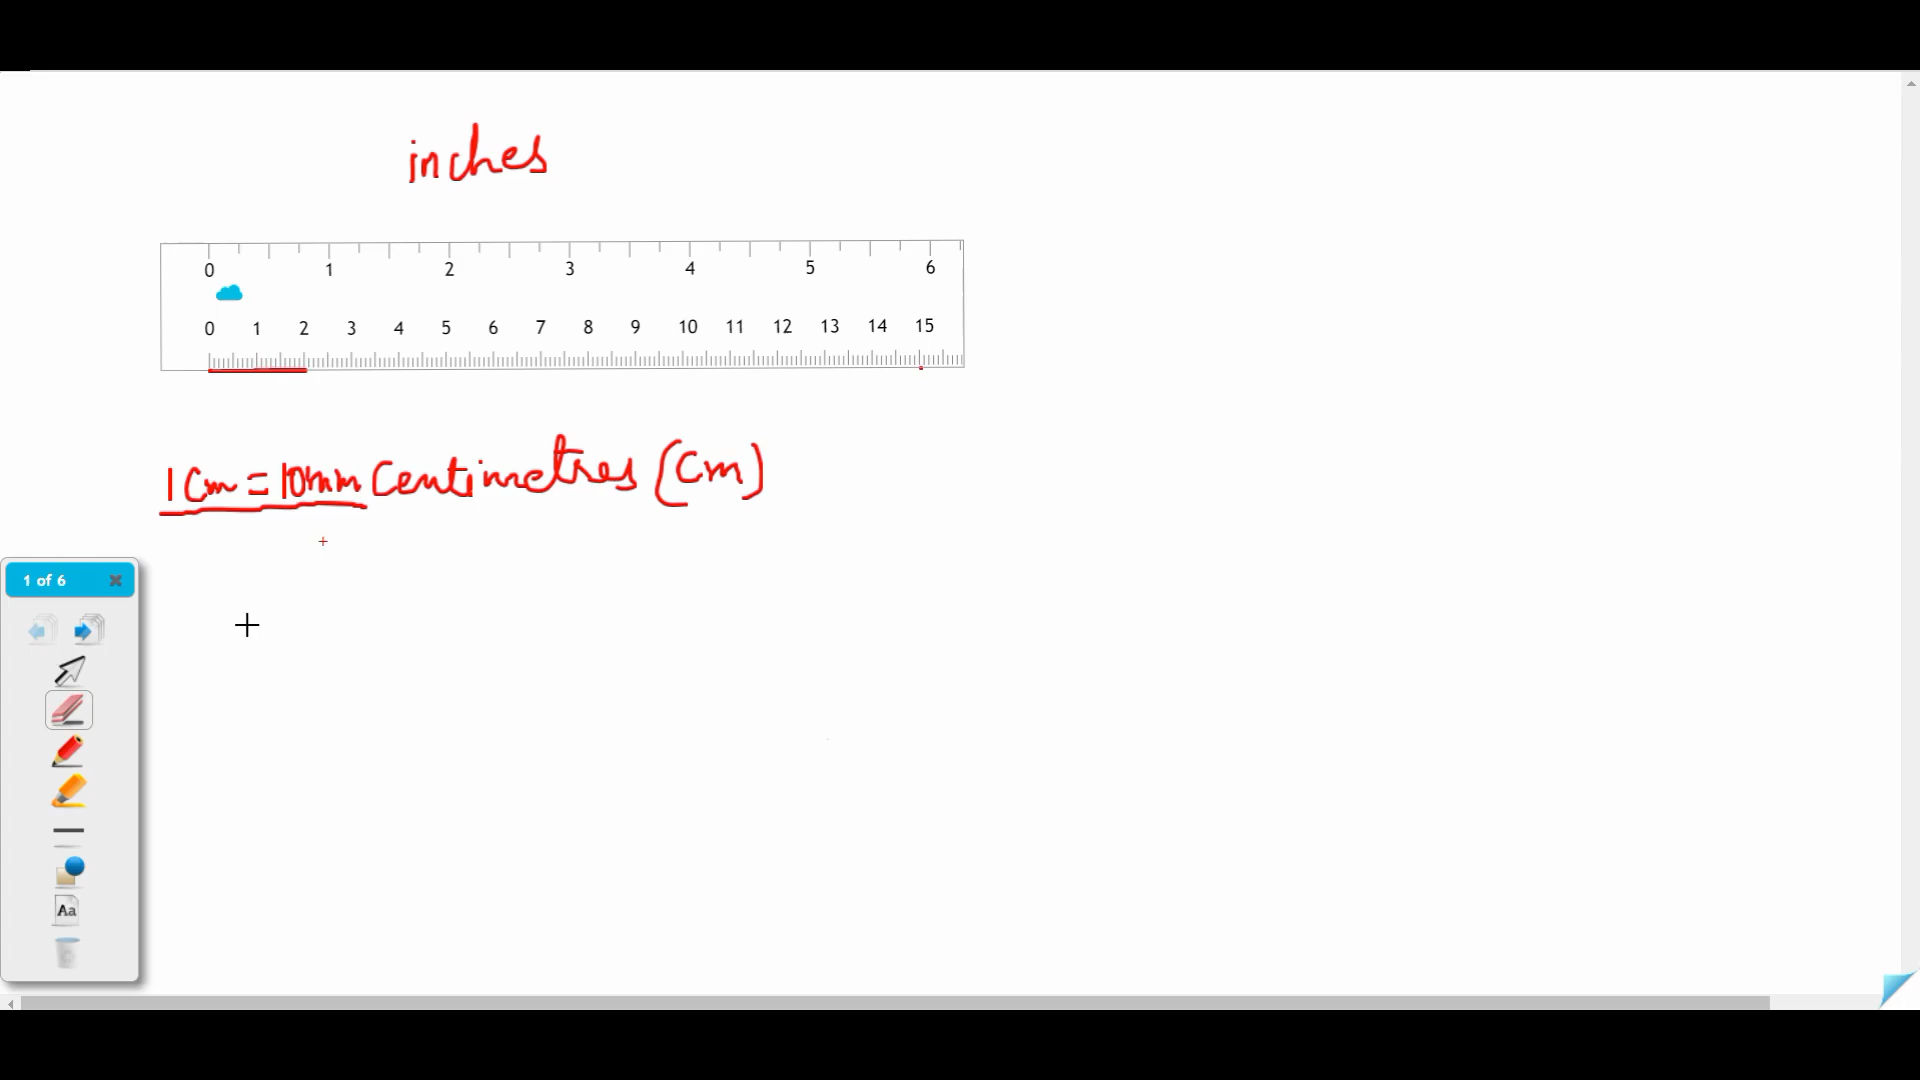 inches
0 1 2 3 4 5 6
0 1 2 3 4 5 6 7 8 9 10 11 12 13 14 15
1 Cm = 10mm Centimetres (Cm)
1 of 6
Aa